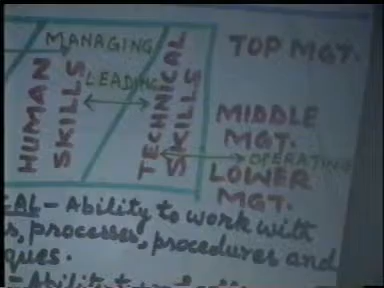 MANAGING
TOP MGT.
HUMAN SKILLS
LEADING
TECHNICAL SKILLS
MIDDLE MGT.
OPERATING
LOWER MGT.
CAL - Ability to work with
s, processes, procedures and
ques.